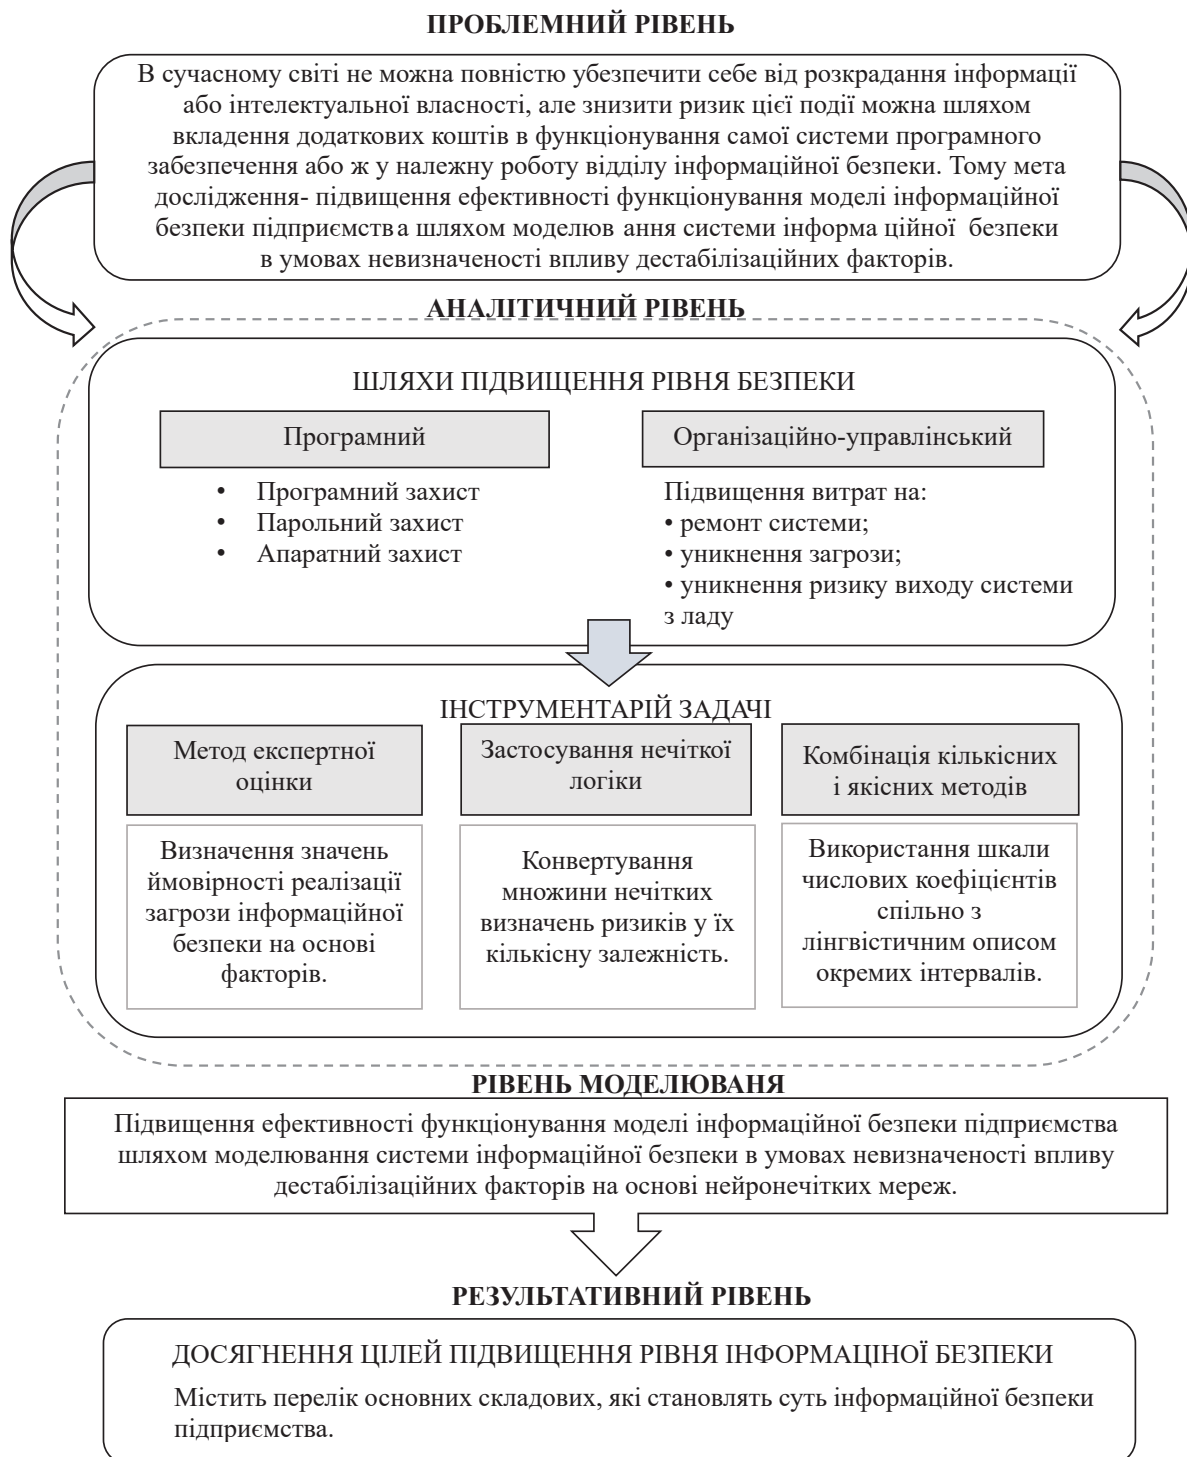 ПРОБЛЕМНИЙ РІВЕНЬ
В сучасному світі не можна повністю убезпечити себе від розкрадання інформації
або інтелектуальної власності, але знизити ризик цієї події можна шляхом
вкладення додаткових коштів в функціонування самої системи програмного
забезпечення або ж у належну роботу відділу інформаційної безпеки. Тому мета
дослідження- підвищення ефективності функціонування моделі інформаційної
безпеки підприємства шляхом моделюв ання системи інформа ційної безпеки
в умовах невизначеності впливу дестабілізаційних факторів.
АНАЛІТИЧНИЙ РІВЕНЬ
ШЛЯХИ ПІДВИЩЕННЯ РІВНЯ БЕЗПЕКИ
Програмний
• Програмний захист
• Парольний захист
• Апаратний захист
Організаційно-управлінський
Підвищення витрат на:
• ремонт системи;
• уникнення загрози;
• уникнення ризику виходу системи
з ладу
ІНСТРУМЕНТАРІЙ ЗАДАЧІ
Метод експертної
оцінки
Визначення значень
ймовірності реалізації
загрози інформаційної
безпеки на основі
факторів.
Застосування нечіткої
логіки
Конвертування
множини нечітких
визначень ризиків у їх
кількісну залежність.
Комбінація кількісних
і якісних методів
Використання шкали
числових коефіцієнтів
спільно з
лінгвістичним описом
окремих інтервалів.
РІВЕНЬ МОДЕЛЮВАНЯ
Підвищення ефективності функціонування моделі інформаційної безпеки підприємства
шляхом моделювання системи інформаційної безпеки в умовах невизначеності впливу
дестабілізаційних факторів на основі нейронечітких мереж.
РЕЗУЛЬТАТИВНИЙ РІВЕНЬ
ДОСЯГНЕННЯ ЦІЛЕЙ ПІДВИЩЕННЯ РІВНЯ ІНФОРМАЦІНОЇ БЕЗПЕКИ
Містить перелік основних складових, які становлять суть інформаційної безпеки
підприємства.